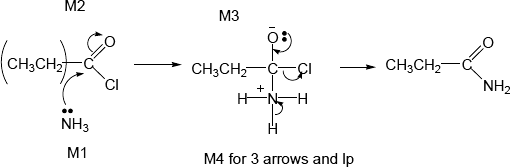 M2
M3
(CH3CH2) C O Cl
NH3
M1
O
CH3CH2 C Cl
+
H N H
H
M4 for 3 arrows and lp
CH3CH2 C O NH2